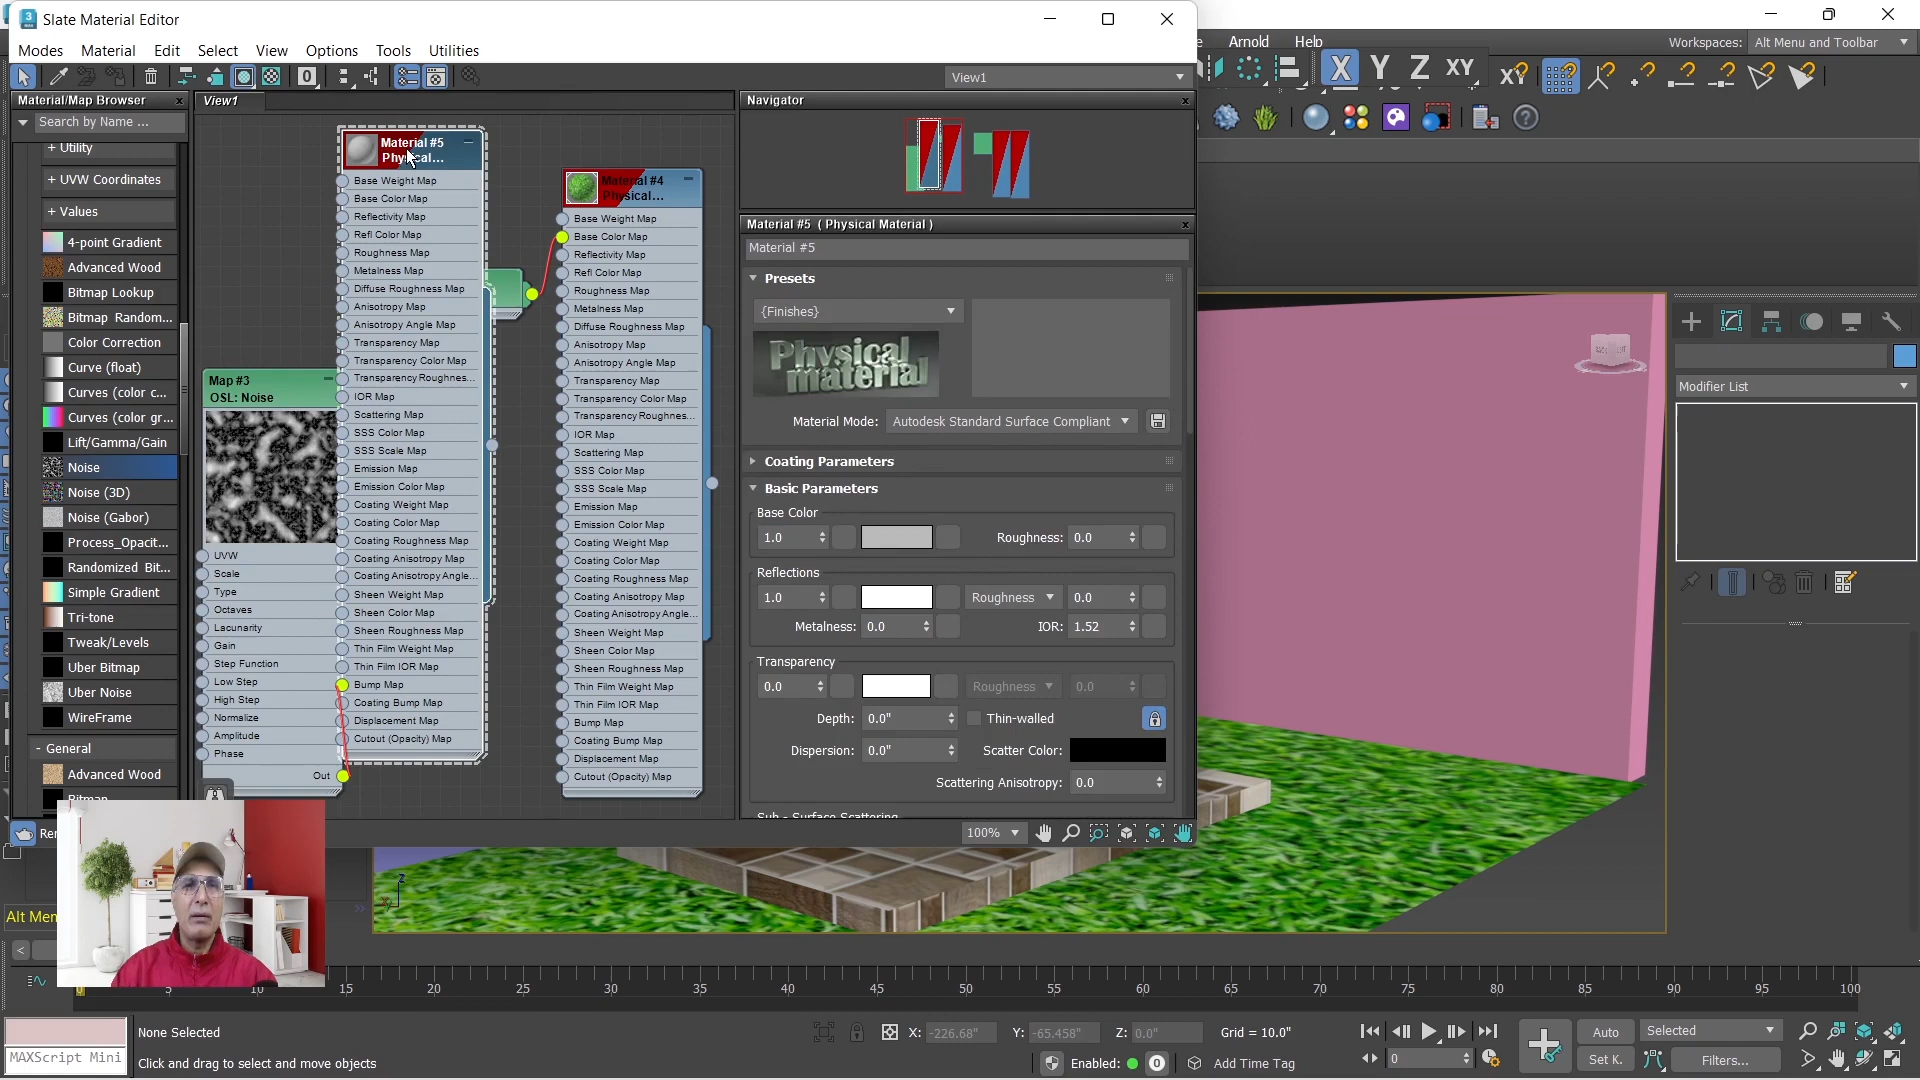 Slate Material Editor
Modes Material Edit Select View Options Tools Utilities
Arnold Help
Workspaces: Alt Menu and Toolbar
View1
X Y Z XY XY
Material/Map Browser
View1
Navigator
Search by Name ...
+ Utility
+ UVW Coordinates
+ Values
4-point Gradient
Advanced Wood
Bitmap Lookup
Bitmap Random...
Color Correction
Curve (float)
Curves (color c...
Curves (color gr...
Lift/Gamma/Gain
Noise
Noise (3D)
Noise (Gabor)
Process_Opacit...
Randomized Bit...
Simple Gradient
Tri-tone
Tweak/Levels
Uber Bitmap
Uber Noise
WireFrame
- General
Advanced Wood
Bitmap
Map #3
OSL: Noise
UVW
Scale
Type
Octaves
Lacunarity
Gain
Step Function
Low Step
High Step
Normalize
Amplitude
Phase
Out
Material #5
Physical...
Base Weight Map
Base Color Map
Reflectivity Map
Refl Color Map
Roughness Map
Metalness Map
Diffuse Roughness Map
Anisotropy Map
Anisotropy Angle Map
Transparency Map
Transparency Color Map
Transparency Roughnes...
IOR Map
Scattering Map
SSS Color Map
SSS Scale Map
Emission Map
Emission Color Map
Coating Weight Map
Coating Color Map
Coating Roughness Map
Coating Anisotropy Map
Coating Anisotropy Angle...
Sheen Weight Map
Sheen Color Map
Sheen Roughness Map
Thin Film Weight Map
Thin Film IOR Map
Bump Map
Coating Bump Map
Displacement Map
Cutout (Opacity) Map
Material #4
Physical...
Base Weight Map
Base Color Map
Reflectivity Map
Refl Color Map
Roughness Map
Metalness Map
Diffuse Roughness Map
Anisotropy Map
Anisotropy Angle Map
Transparency Map
Transparency Color Map
Transparency Roughnes...
IOR Map
Scattering Map
SSS Color Map
SSS Scale Map
Emission Map
Emission Color Map
Coating Weight Map
Coating Color Map
Coating Roughness Map
Coating Anisotropy Map
Coating Anisotropy Angle...
Sheen Weight Map
Sheen Color Map
Sheen Roughness Map
Thin Film Weight Map
Thin Film IOR Map
Bump Map
Coating Bump Map
Displacement Map
Cutout (Opacity) Map
Material #5 ( Physical Material )
Material #5
Presets
{Finishes}
Physical material
Material Mode: Autodesk Standard Surface Compliant
Coating Parameters
Basic Parameters
Base Color
1.0 Roughness: 0.0
Reflections
1.0 Roughness 0.0
Metalness: 0.0 IOR: 1.52
Transparency
0.0 Roughness 0.0
Depth: 0.0" Thin-walled
Dispersion: 0.0" Scatter Color:
Scattering Anisotropy: 0.0
Sub - Surface Scattering
100%
Modifier List
Alt Men
0 5 10 15 20 25 30 35 40 45 50 55 60 65 70 75 80 85 90 95 100
None Selected
X: -226.68" Y: -65.458" Z: 0.0" Grid = 10.0"
MAXScript Mini
Click and drag to select and move objects
Enabled: 0 Add Time Tag
0
Auto Selected
Set K. Filters...